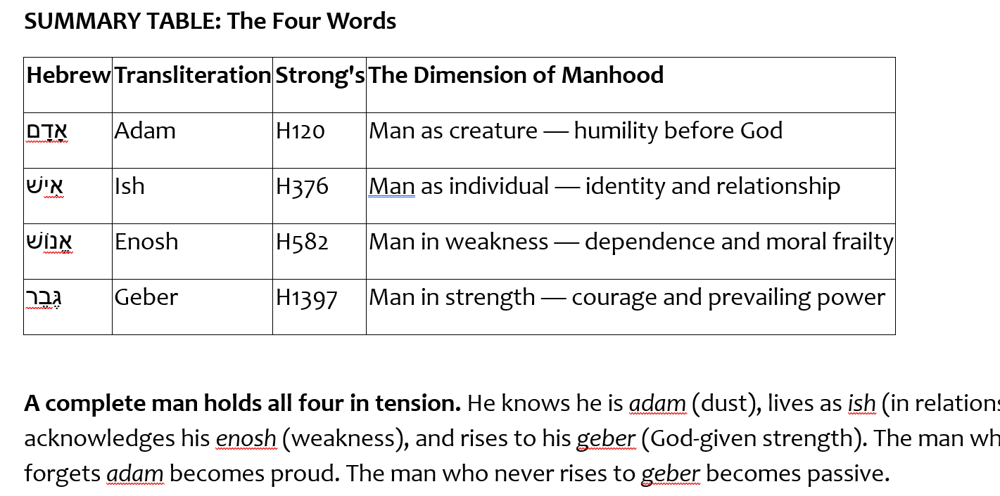 SUMMARY TABLE: The Four Words
Hebrew Transliteration Strong's The Dimension of Manhood
אָדָם Adam H120 Man as creature — humility before God
אִישׁ Ish H376 Man as individual — identity and relationship
אֱנוֹשׁ Enosh H582 Man in weakness — dependence and moral frailty
גֶּבֶר Geber H1397 Man in strength — courage and prevailing power
A complete man holds all four in tension. He knows he is adam (dust), lives as ish (in relations
acknowledges his enosh (weakness), and rises to his geber (God-given strength). The man wh
forgets adam becomes proud. The man who never rises to geber becomes passive.